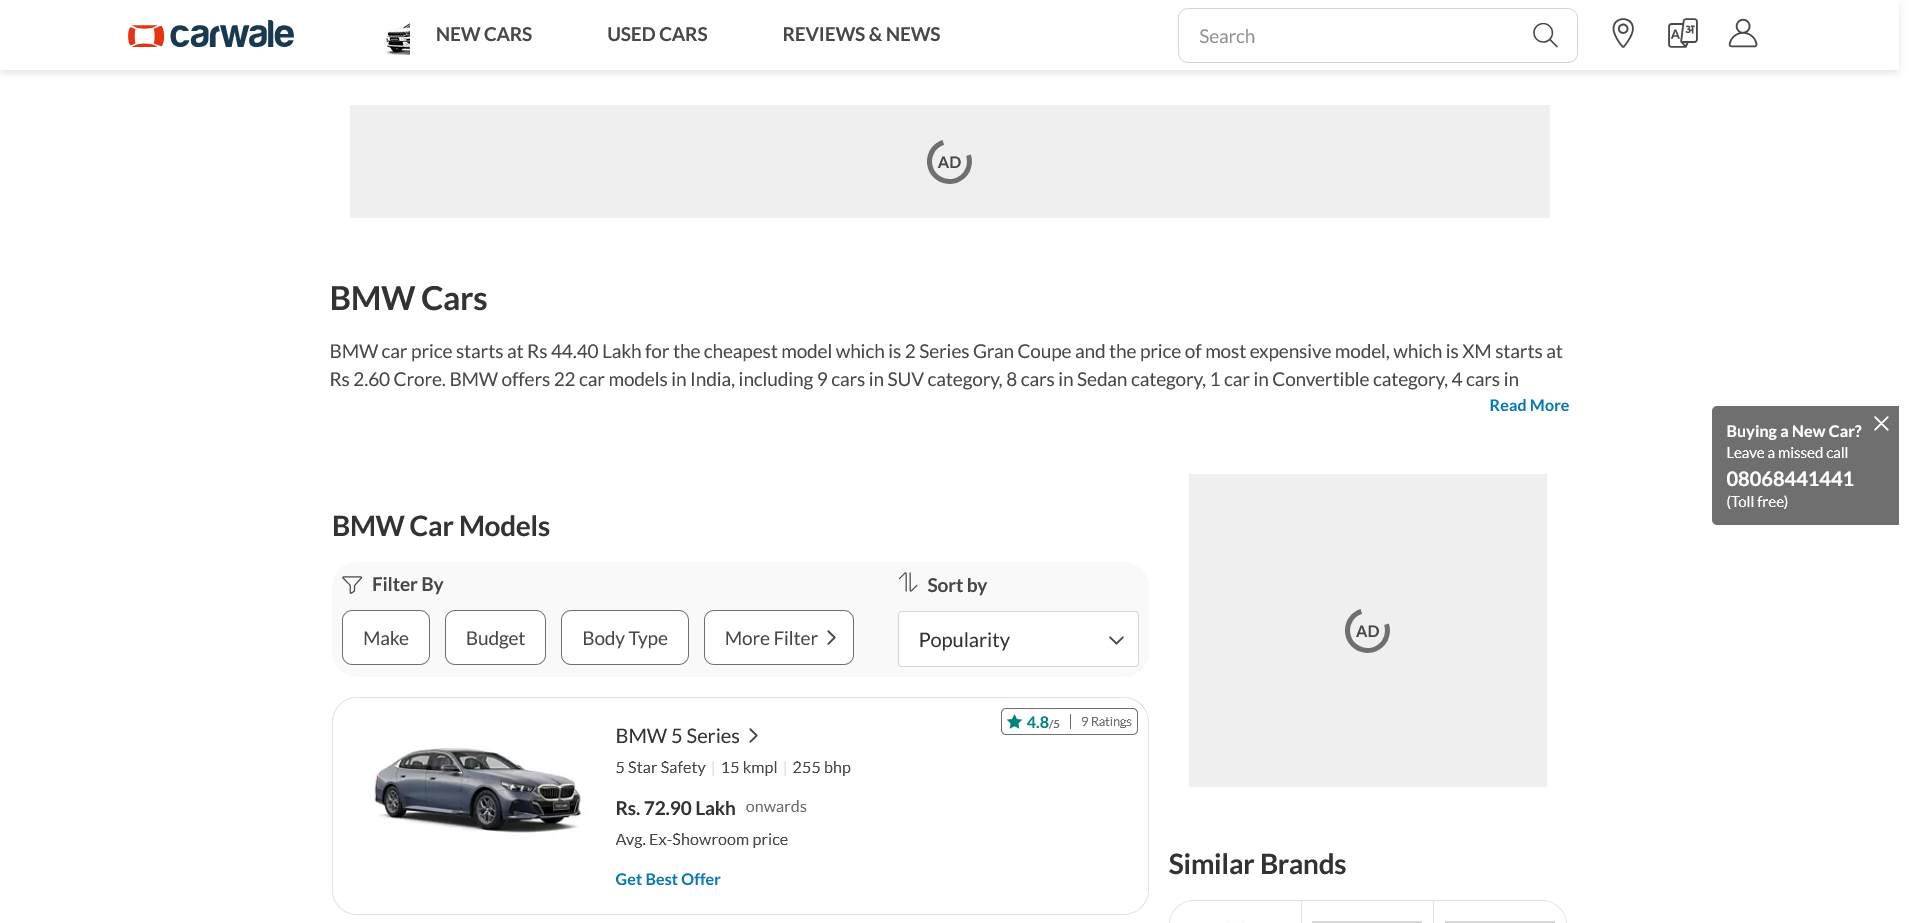 carwale
NEW CARS
USED CARS
REVIEWS & NEWS
Search
AD
BMW Cars
BMW car price starts at Rs 44.40 Lakh for the cheapest model which is 2 Series Gran Coupe and the price of most expensive model, which is XM starts at
Rs 2.60 Crore. BMW offers 22 car models in India, including 9 cars in SUV category, 8 cars in Sedan category, 1 car in Convertible category, 4 cars in
Read More
Buying a New Car?
Leave a missed call
08068441441
(Toll free)
BMW Car Models
Filter By
Sort by
Make
Budget
Body Type
More Filter
Popularity
AD
4.8/5 | 9 Ratings
BMW 5 Series
5 Star Safety | 15 kmpl | 255 bhp
Rs. 72.90 Lakh onwards
Avg. Ex-Showroom price
Get Best Offer
Similar Brands